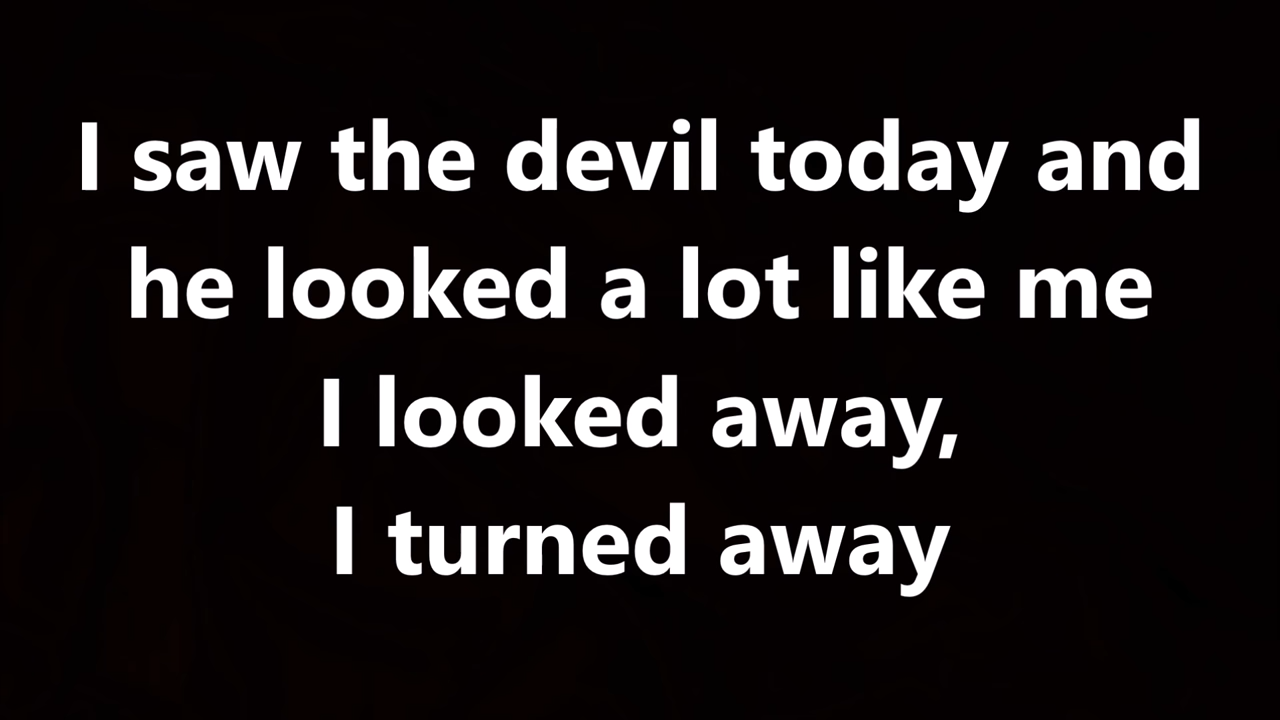 I saw the devil today and
he looked a lot like me
I looked away,
I turned away